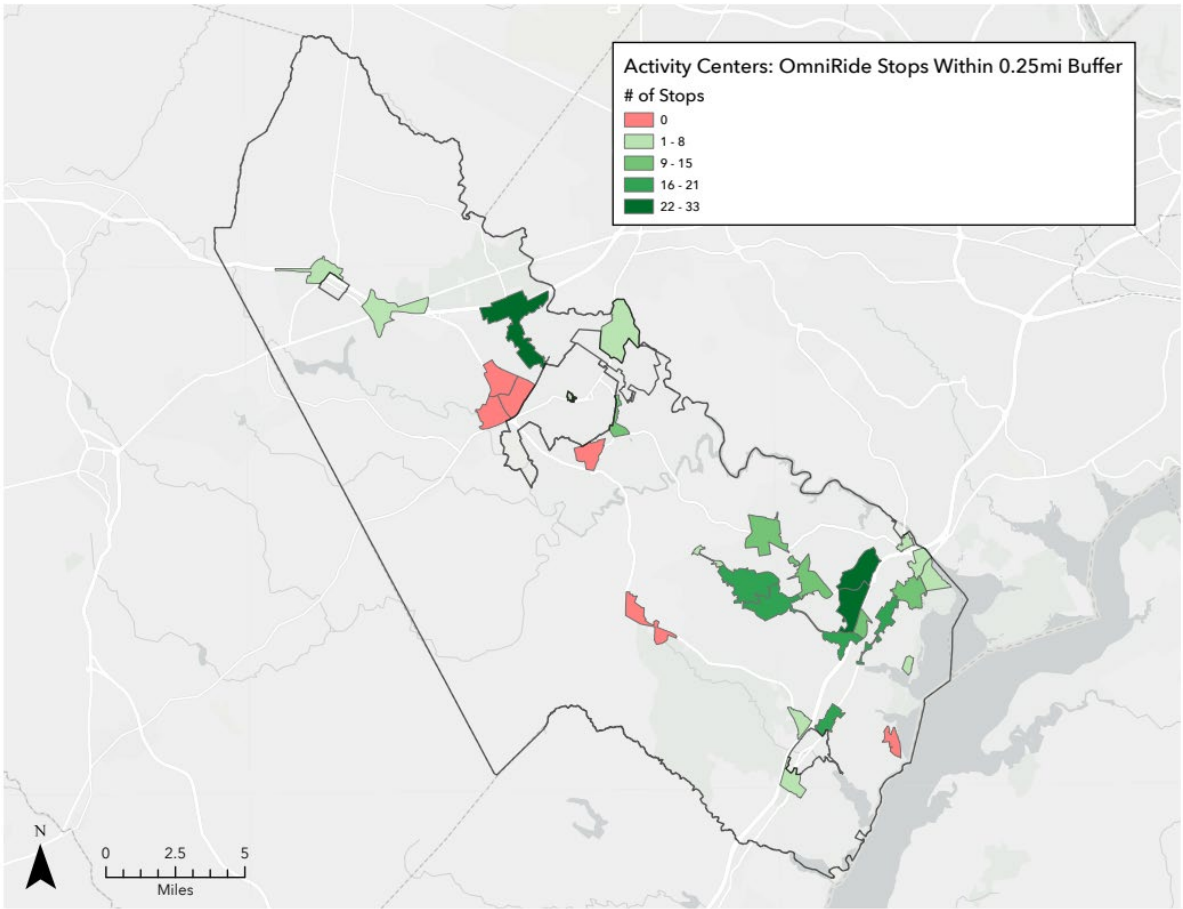 Activity Centers: OmniRide Stops Within 0.25mi Buffer
# of Stops
0
1 - 8
9 - 15
16 - 21
22 - 33
N
0 2.5 5
Miles